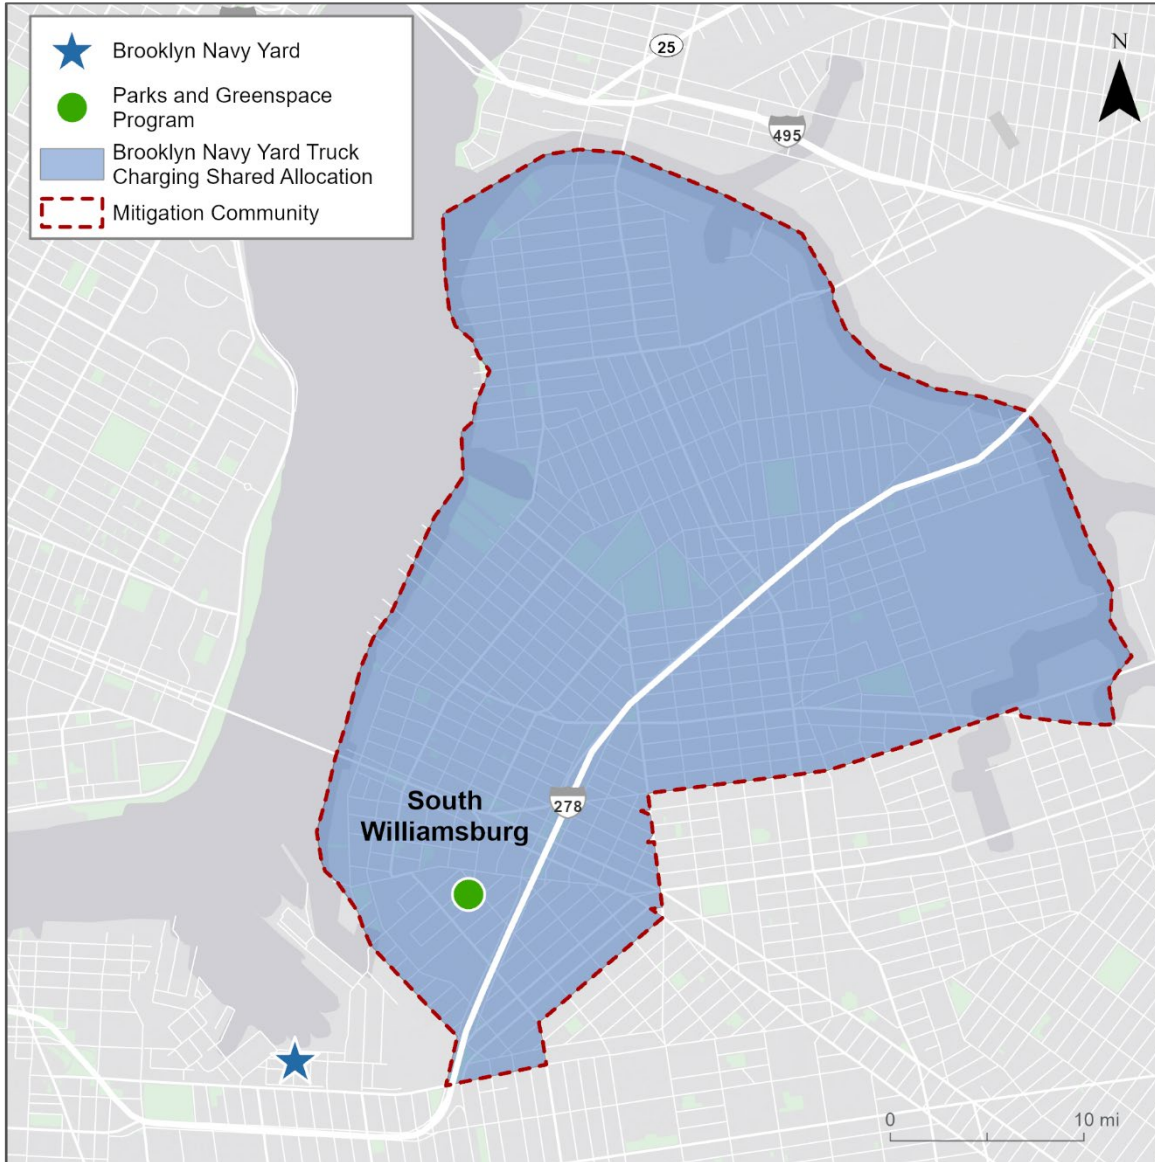 Brooklyn Navy Yard
Parks and Greenspace
Program
Brooklyn Navy Yard Truck
Charging Shared Allocation
Mitigation Community
25
N
495
South
Williamsburg
278
0 10 mi